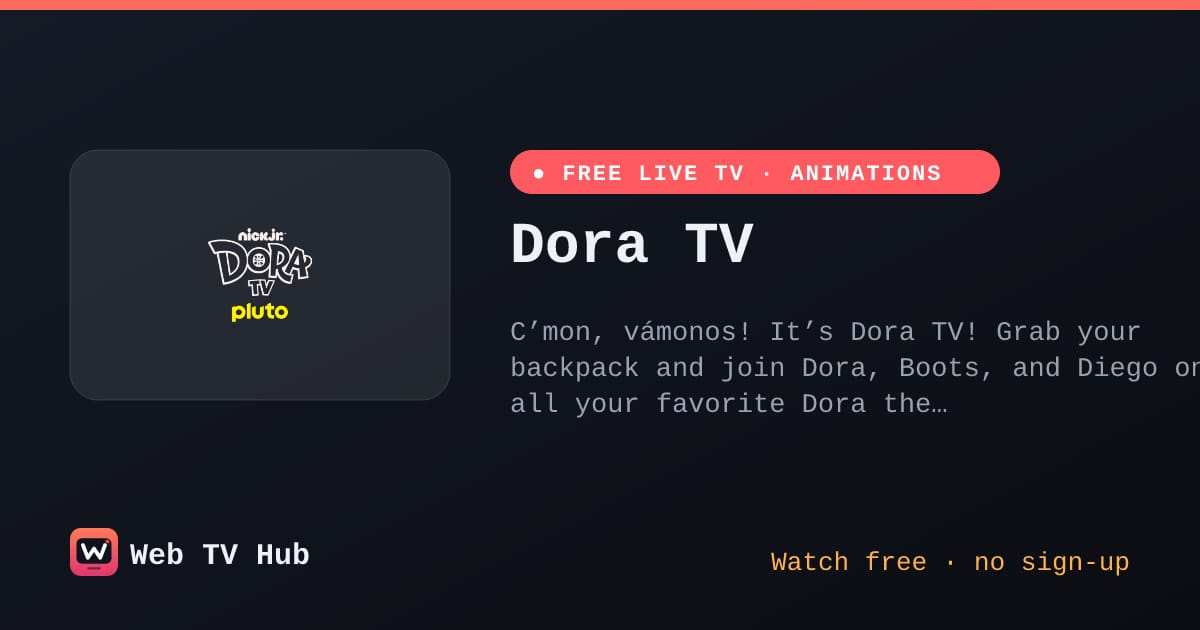 nick jr.
DORA
TV
pluto
● FREE LIVE TV · ANIMATIONS
Dora TV
C’mon, vámonos! It’s Dora TV! Grab your
backpack and join Dora, Boots, and Diego on
all your favorite Dora the…
W
Web TV Hub
Watch free · no sign-up